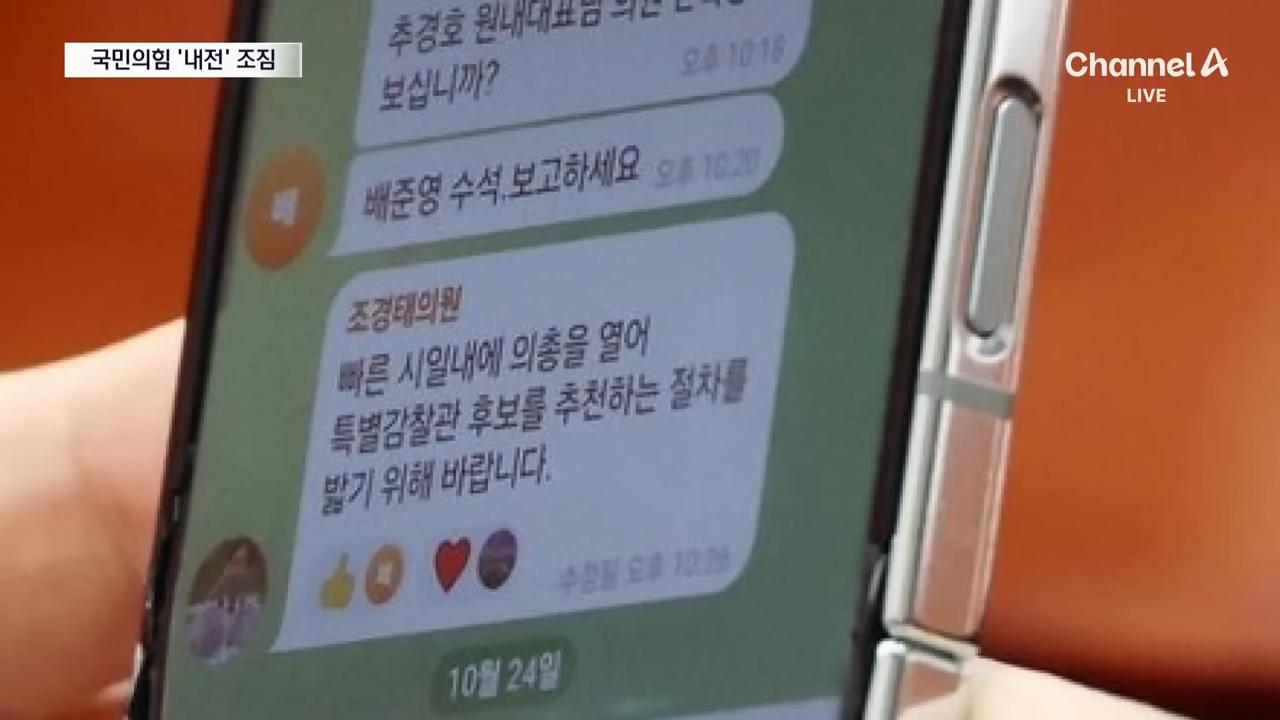 국민의힘 '내전' 조짐
Channel A
LIVE
추경호 원내대표님
보십니까?
오후 10:18
배
배준영 수석.보고하세요
오후 10:20
조경태의원
빠른 시일내에 의총을 열어
특별감찰관 후보를 추천하는 절차를
밟기 위해 바랍니다.
수정됨 오후 10:26
10월 24일